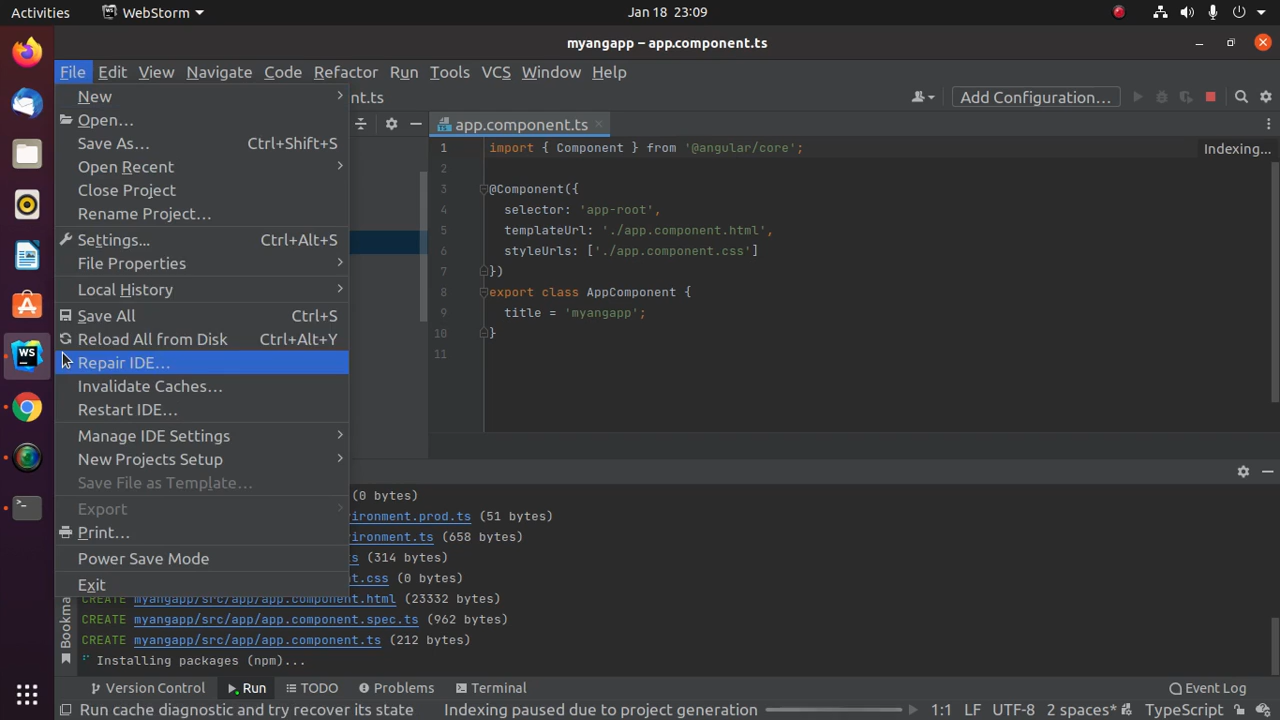 Activities WebStorm Jan 18 23:09
myangapp – app.component.ts
File Edit View Navigate Code Refactor Run Tools VCS Window Help
New
Open...
Save As... Ctrl+Shift+S
Open Recent
Close Project
Rename Project...
Settings... Ctrl+Alt+S
File Properties
Local History
Save All Ctrl+S
Reload All from Disk Ctrl+Alt+Y
Repair IDE...
Invalidate Caches...
Restart IDE...
Manage IDE Settings
New Projects Setup
Save File as Template...
Export
Print...
Power Save Mode
Exit
nt.ts Add Configuration...
app.component.ts
1 import { Component } from '@angular/core'; Indexing...
2
3 @Component({
4 selector: 'app-root',
5 templateUrl: './app.component.html',
6 styleUrls: ['./app.component.css']
7 })
8 export class AppComponent {
9 title = 'myangapp';
10 }
11
(0 bytes)
vironment.prod.ts (51 bytes)
vironment.ts (658 bytes)
ts (314 bytes)
nt.css (0 bytes)
CREATE myangapp/src/app/app.component.html (23332 bytes)
CREATE myangapp/src/app/app.component.spec.ts (962 bytes)
CREATE myangapp/src/app/app.component.ts (212 bytes)
Installing packages (npm)...
Bookma
Version Control Run TODO Problems Terminal Event Log
Run cache diagnostic and try recover its state Indexing paused due to project generation 1:1 LF UTF-8 2 spaces* TypeScript